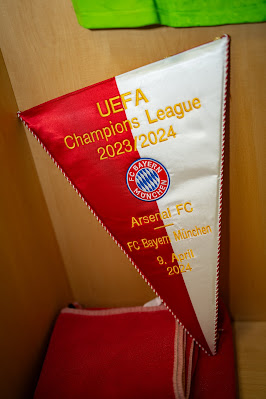 UEFA
Champions League
2023/2024
FC BAYERN
MÜNCHEN
Arsenal FC
FC Bayern München
9. April
2024